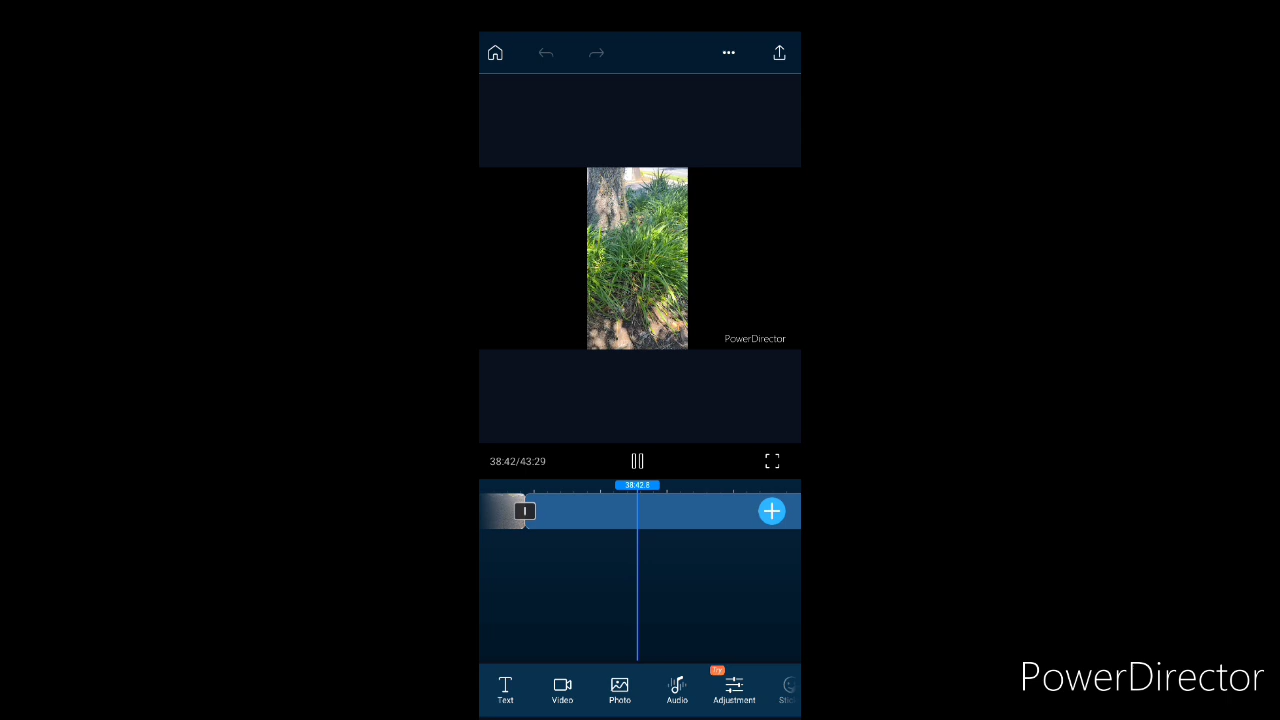 PowerDirector
38:42/43:29
38:42.8
Try
Text
Video
Photo
Audio
Adjustment
PowerDirector